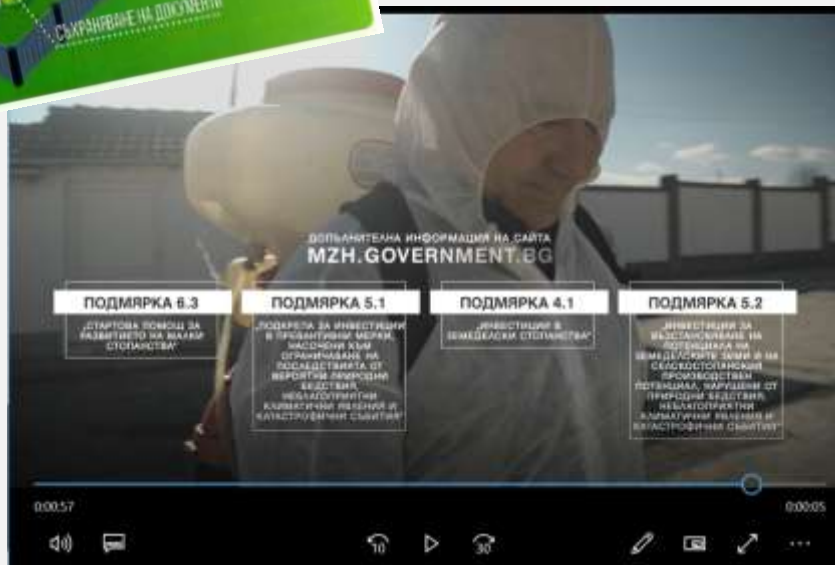 СЪХРАНЯВАНЕ НА ДОКУМЕНТИ
ДОПЪЛНИТЕЛНА ИНФОРМАЦИЯ НА САЙТА
MZH.GOVERNMENT.BG
ПОДМЯРКА 6.3
„СТАРТОВА ПОМОЩ ЗА
РАЗВИТИЕТО НА МАЛКИ
СТОПАНСТВА“
ПОДМЯРКА 5.1
„ПОДКРЕПА ЗА ИНВЕСТИЦИИ
В ПРЕВАНТИВНИ МЕРКИ,
НАСОЧЕНИ КЪМ
ОГРАНИЧАВАНЕ НА
ПОСЛЕДСТВИЯТА ОТ
ВЕРОЯТНИ ПРИРОДНИ
БЕДСТВИЯ,
НЕБЛАГОПРИЯТНИ
КЛИМАТИЧНИ ЯВЛЕНИЯ И
КАТАСТРОФИЧНИ СЪБИТИЯ“
ПОДМЯРКА 4.1
„ИНВЕСТИЦИИ В
ЗЕМЕДЕЛСКИ СТОПАНСТВА“
ПОДМЯРКА 5.2
„ИНВЕСТИЦИИ ЗА
ВЪЗСТАНОВЯВАНЕ НА
ПОТЕНЦИАЛА НА
ЗЕМЕДЕЛСКИТЕ ЗЕМИ И НА
СЕЛСКОСТОПАНСКИЯ
ПРОИЗВОДСТВЕН
ПОТЕНЦИАЛ, НАРУШЕНИ ОТ
ПРИРОДНИ БЕДСТВИЯ,
НЕБЛАГОПРИЯТНИ
КЛИМАТИЧНИ ЯВЛЕНИЯ И
КАТАСТРОФИЧНИ СЪБИТИЯ“
0:00:57
0:00:05
10
30